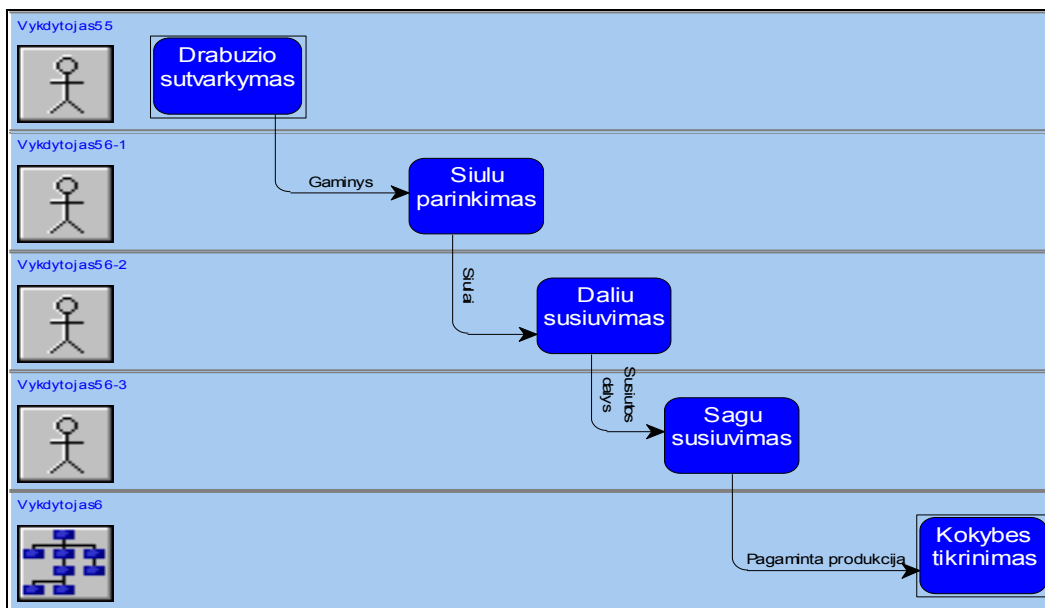 Vykdytojas55
Drabuzio
sutvarkymas
Vykdytojas56-1
Gaminys
Siulu
parinkimas
Vykdytojas56-2
Siulai
Daliu
susiuvimas
Vykdytojas56-3
Susiutos
dalys
Sagu
susiuvimas
Vykdytojas6
Pagaminta produkcija
Kokybes
tikrinimas